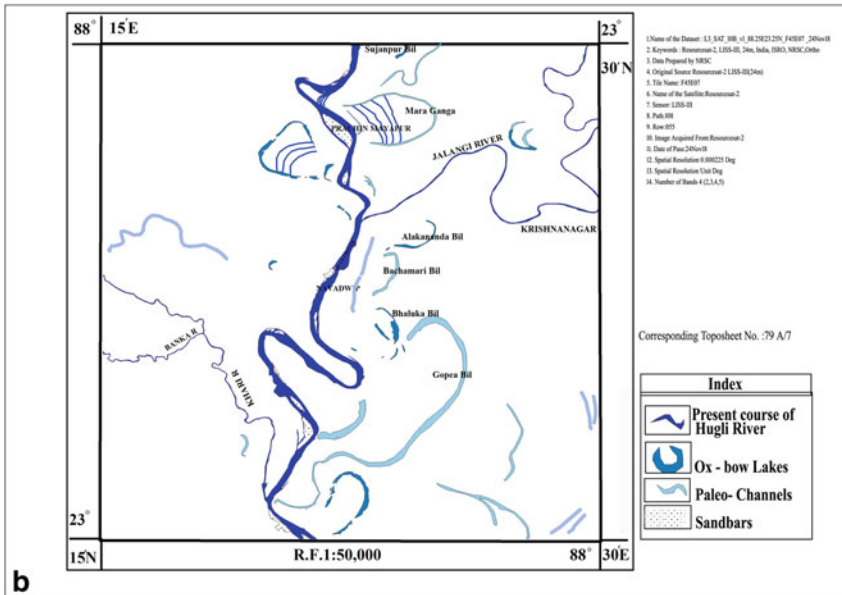 88° 15'E
23°
30'N
Sujanpur Bil
Mara Ganga
PRACHIN MAYAPUR
JALANGI RIVER
KRISHNANAGAR
Alakananda Bil
Bachamari Bil
Bhaluka Bil
BANKA R
KHARI R
Gopea Bil
23°
15'N
R.F.1:50,000
88°
30'E
b
1.Name of the Dataset : L3_SAT_10B_v1_88.25E23.25N_F45E07 _24Nov18
2. Keywords : Resourcesat-2, LISS-III, 24m, India, ISRO, NRSC,Ortho
3. Data Prepared by NRSC
4. Original Source Resourcesat-2 LISS-III(24m)
5. Tile Name: F45E07
6. Name of the Satellite:Resourcesat-2
7. Sensor: LISS-III
8. Path:108
9. Row:055
10. Image Acquired From:Resourcesat-2
11. Date of Pass:24Nov18
12. Spatial Resolution 0.000225 Deg
13. Spatial Resolution Unit Deg
14. Number of Bands 4 (2,3,4,5)
Corresponding Toposheet No. :79 A/7
Index
Present course of
Hugli River
Ox - bow Lakes
Paleo- Channels
Sandbars